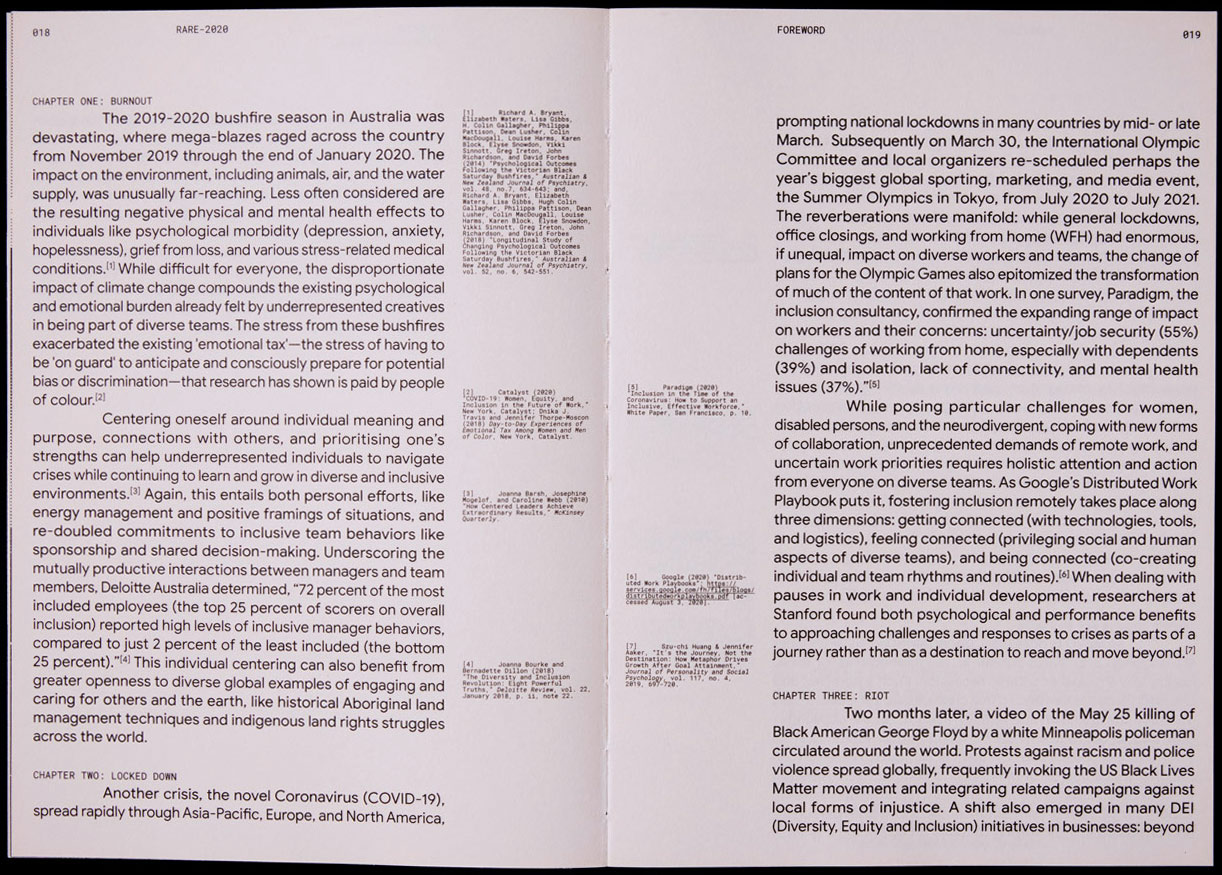 018
RARE-2020
CHAPTER ONE: BURNOUT
The 2019-2020 bushfire season in Australia was
devastating, where mega-blazes raged across the country
from November 2019 through the end of January 2020. The
impact on the environment, including animals, air, and the water
supply, was unusually far-reaching. Less often considered are
the resulting negative physical and mental health effects to
individuals like psychological morbidity (depression, anxiety,
hopelessness), grief from loss, and various stress-related medical
conditions.[1] While difficult for everyone, the disproportionate
impact of climate change compounds the existing psychological
and emotional burden already felt by underrepresented creatives
in being part of diverse teams. The stress from these bushfires
exacerbated the existing 'emotional tax'—the stress of having to
be 'on guard' to anticipate and consciously prepare for potential
bias or discrimination—that research has shown is paid by people
of colour.[2]
Centering oneself around individual meaning and
purpose, connections with others, and prioritising one's
strengths can help underrepresented individuals to navigate
crises while continuing to learn and grow in diverse and inclusive
environments.[3] Again, this entails both personal efforts, like
energy management and positive framings of situations, and
re-doubled commitments to inclusive team behaviors like
sponsorship and shared decision-making. Underscoring the
mutually productive interactions between managers and team
members, Deloitte Australia determined, “72 percent of the most
included employees (the top 25 percent of scorers on overall
inclusion) reported high levels of inclusive manager behaviors,
compared to just 2 percent of the least included (the bottom
25 percent).”[4] This individual centering can also benefit from
greater openness to diverse global examples of engaging and
caring for others and the earth, like historical Aboriginal land
management techniques and indigenous land rights struggles
across the world.
CHAPTER TWO: LOCKED DOWN
Another crisis, the novel Coronavirus (COVID-19),
spread rapidly through Asia-Pacific, Europe, and North America,
[1] Richard A. Bryant,
Elizabeth Waters, Lisa Gibbs,
H. Colin Gallagher, Philippa
Pattison, Dean Lusher, Colin
MacDougall, Louise Harms, Karen
Block, Elyse Snowdon, Vikki
Sinnott, Greg Ireton, John
Richardson, and David Forbes
(2014) "Psychological Outcomes
Following the Victorian Black
Saturday Bushfires," Australian &
New Zealand Journal of Psychiatry,
vol. 48, no.7, 634-643; and,
Richard A. Bryant, Elizabeth
Waters, Lisa Gibbs, Hugh Colin
Gallagher, Philippa Pattison, Dean
Lusher, Colin MacDougall, Louise
Harms, Karen Block, Elyse Snowdon,
Vikki Sinnott, Greg Ireton, John
Richardson, and David Forbes
(2018) "Longitudinal Study of
Changing Psychological Outcomes
Following the Victorian Black
Saturday Bushfires," Australian &
New Zealand Journal of Psychiatry,
vol. 52, no. 6, 542-551.
[2] Catalyst (2020)
"COVID-19: Women, Equity, and
Inclusion in the Future of Work,"
New York, Catalyst; Dnika J.
Travis and Jennifer Thorpe-Moscon
(2018) Day-to-Day Experiences of
Emotional Tax Among Women and Men
of Color, New York, Catalyst.
[3] Joanna Barsh, Josephine
Mogelof, and Caroline Webb (2010)
"How Centered Leaders Achieve
Extraordinary Results," McKinsey
Quarterly.
[4] Joanna Bourke and
Bernadette Dillon (2018)
"The Diversity and Inclusion
Revolution: Eight Powerful
Truths," Deloitte Review, vol. 22,
January 2018, p. ii, note 22.
FOREWORD
019
[5] Paradigm (2020)
"Inclusion in the Time of the
Coronavirus: How to Support an
Inclusive, Effective Workforce,"
White Paper, San Francisco, p. 10.
[6] Google (2020) "Distrib-
uted Work Playbooks": https://
services.google.com/fh/files/blogs/
distributedworkplaybooks.pdf [ac-
cessed August 3, 2020].
[7] Szu-chi Huang & Jennifer
Aaker, "It's the Journey, Not the
Destination: How Metaphor Drives
Growth After Goal Attainment,"
Journal of Personality and Social
Psychology, vol. 117, no. 4,
2019, 697-720.
prompting national lockdowns in many countries by mid- or late
March. Subsequently on March 30, the International Olympic
Committee and local organizers re-scheduled perhaps the
year's biggest global sporting, marketing, and media event,
the Summer Olympics in Tokyo, from July 2020 to July 2021.
The reverberations were manifold: while general lockdowns,
office closings, and working from home (WFH) had enormous,
if unequal, impact on diverse workers and teams, the change of
plans for the Olympic Games also epitomized the transformation
of much of the content of that work. In one survey, Paradigm, the
inclusion consultancy, confirmed the expanding range of impact
on workers and their concerns: uncertainty/job security (55%)
challenges of working from home, especially with dependents
(39%) and isolation, lack of connectivity, and mental health
issues (37%).”[5]
While posing particular challenges for women,
disabled persons, and the neurodivergent, coping with new forms
of collaboration, unprecedented demands of remote work, and
uncertain work priorities requires holistic attention and action
from everyone on diverse teams. As Google's Distributed Work
Playbook puts it, fostering inclusion remotely takes place along
three dimensions: getting connected (with technologies, tools,
and logistics), feeling connected (privileging social and human
aspects of diverse teams), and being connected (co-creating
individual and team rhythms and routines).[6] When dealing with
pauses in work and individual development, researchers at
Stanford found both psychological and performance benefits
to approaching challenges and responses to crises as parts of a
journey rather than as a destination to reach and move beyond.[7]
CHAPTER THREE: RIOT
Two months later, a video of the May 25 killing of
Black American George Floyd by a white Minneapolis policeman
circulated around the world. Protests against racism and police
violence spread globally, frequently invoking the US Black Lives
Matter movement and integrating related campaigns against
local forms of injustice. A shift also emerged in many DEI
(Diversity, Equity and Inclusion) initiatives in businesses: beyond